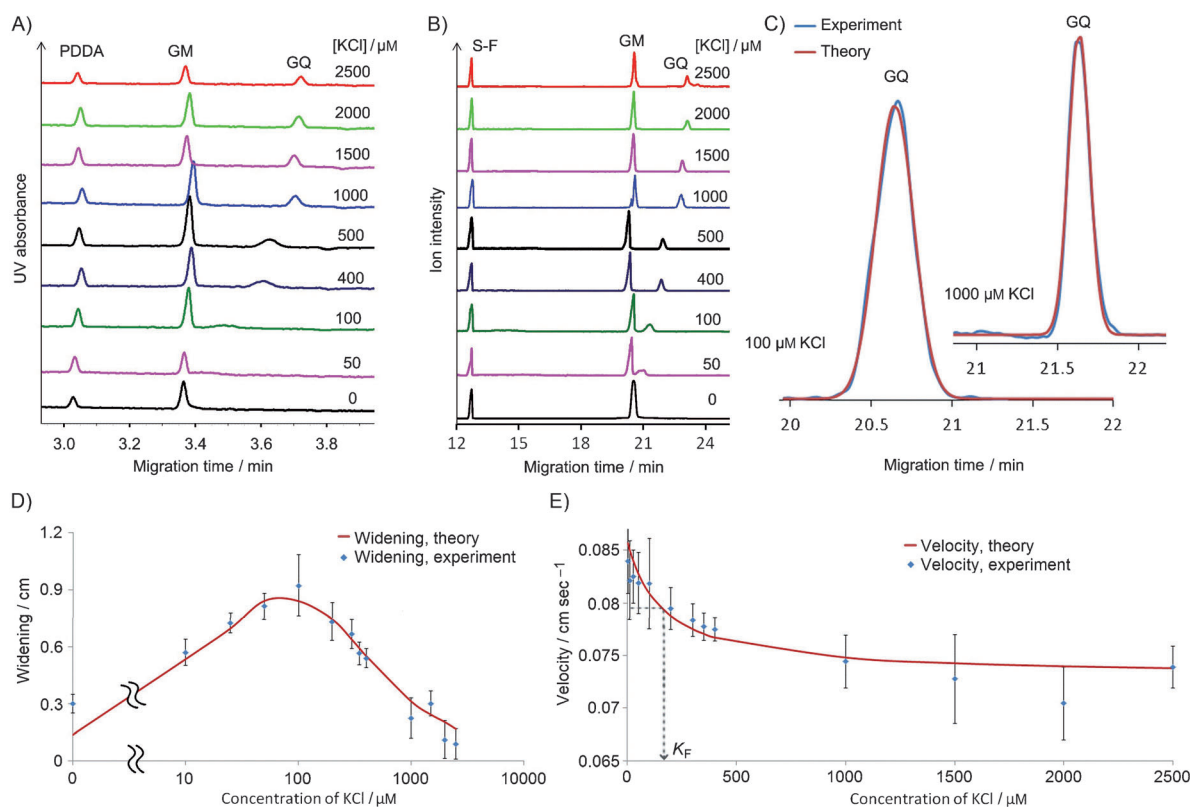 A)
PDDA
GM
GQ
[KCl] / µM
2500
2000
1500
1000
500
400
100
50
0
UV absorbance
3.0
3.2
3.4
3.6
3.8
Migration time / min
B)
S-F
GM
GQ
[KCl] / µM
2500
2000
1500
1000
500
400
100
50
0
Ion intensity
12
15
18
21
24
Migration time / min
C)
Experiment
Theory
GQ
GQ
1000 µM KCl
21
21.5
22
100 µM KCl
20
20.5
21
21.5
22
Migration time / min
D)
Widening, theory
Widening, experiment
Widening / cm
1.2
0.9
0.6
0.3
0
0
10
100
1000
10000
Concentration of KCl / µM
E)
Velocity, theory
Velocity, experiment
Velocity / cm sec⁻¹
0.085
0.08
0.075
0.07
0.065
KF
0
500
1000
1500
2000
2500
Concentration of KCl / µM